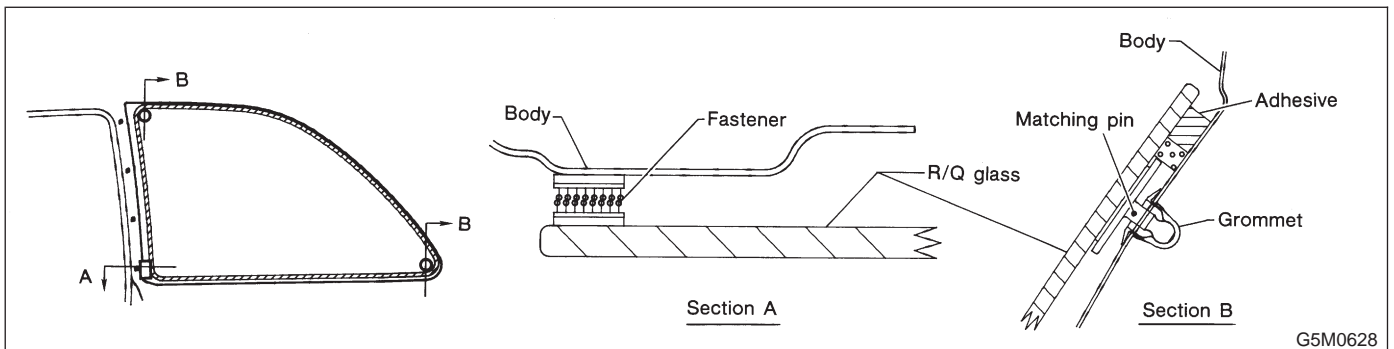 B
B
A
Body
Fastener
R/Q glass
Section A
Body
Adhesive
Matching pin
Grommet
Section B
G5M0628